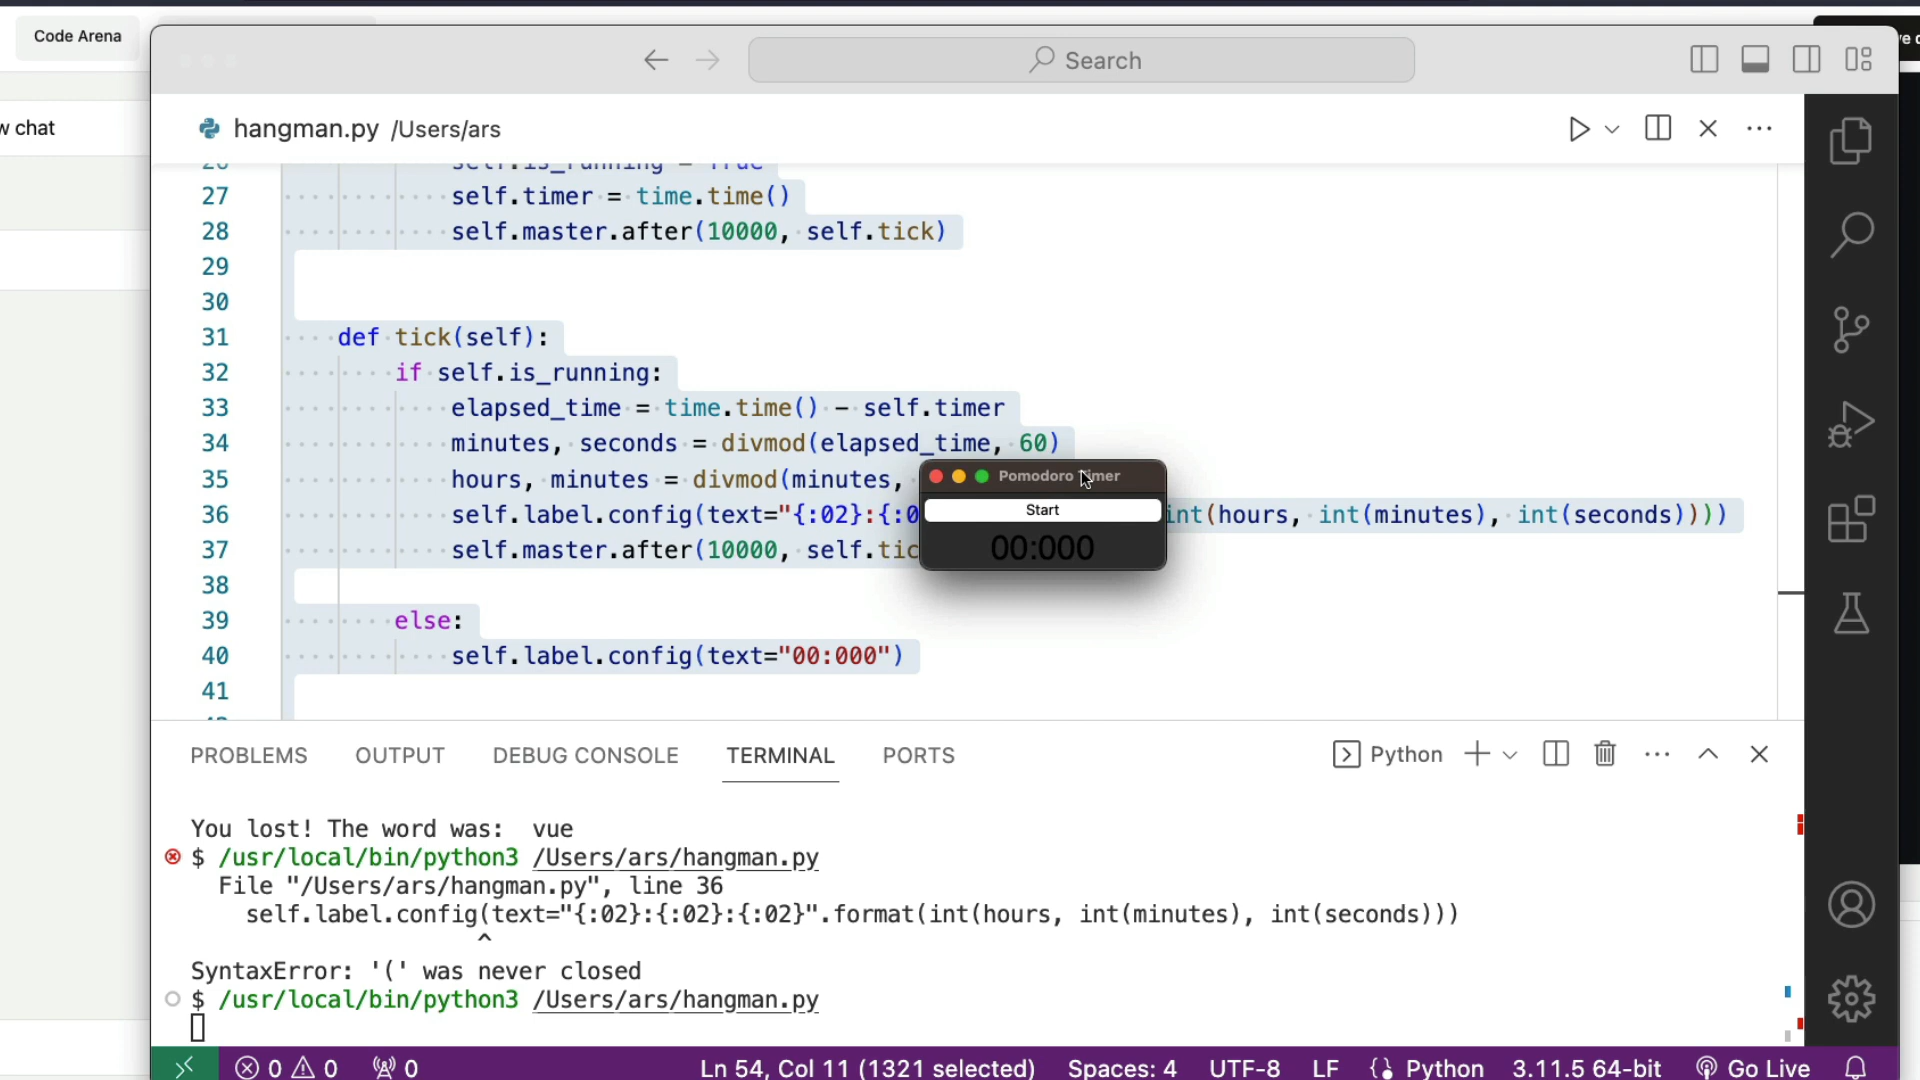 Code Arena
w chat
Search
hangman.py /Users/ars
27 self.timer = time.time()
28 self.master.after(10000, self.tick)
29
30
31 def tick(self):
32 if self.is_running:
33 elapsed_time = time.time() - self.timer
34 minutes, seconds = divmod(elapsed_time, 60)
35 hours, minutes = divmod(minutes,
Pomodoro Timer
Start
00:000
36 self.label.config(text="{:02}:{:0 int(hours, int(minutes), int(seconds))))
37 self.master.after(10000, self.tic
38
39 else:
40 self.label.config(text="00:000")
41
PROBLEMS OUTPUT DEBUG CONSOLE TERMINAL PORTS Python
You lost! The word was: vue
$ /usr/local/bin/python3 /Users/ars/hangman.py
File "/Users/ars/hangman.py", line 36
self.label.config(text="{:02}:{:02}:{:02}".format(int(hours, int(minutes), int(seconds)))
^
SyntaxError: '(' was never closed
$ /usr/local/bin/python3 /Users/ars/hangman.py
0 0 0 Ln 54, Col 11 (1321 selected) Spaces: 4 UTF-8 LF Python 3.11.5 64-bit Go Live